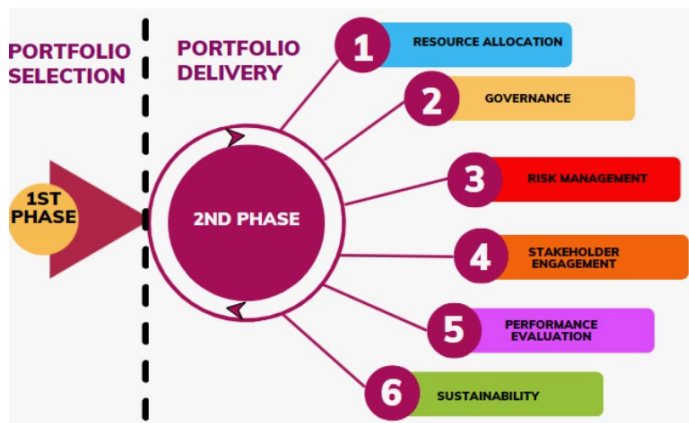 PORTFOLIO
SELECTION
PORTFOLIO
DELIVERY
1ST
PHASE
2ND PHASE
1
RESOURCE ALLOCATION
2
GOVERNANCE
3
RISK MANAGEMENT
4
STAKEHOLDER
ENGAGEMENT
5
PERFORMANCE
EVALUATION
6
SUSTAINABILITY